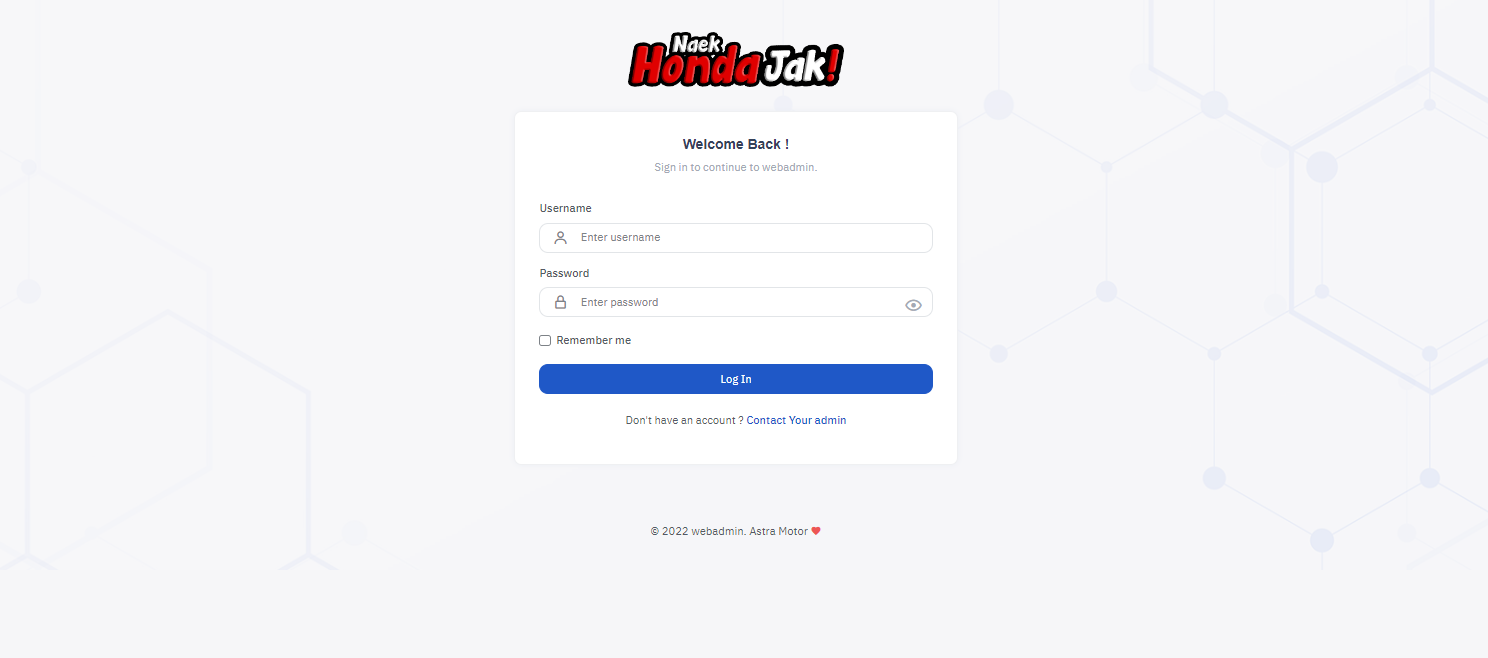 Naek
Honda Jak!
Welcome Back !
Sign in to continue to webadmin.
Username
Enter username
Password
Enter password
Remember me
Log In
Don't have an account ? Contact Your admin
© 2022 webadmin. Astra Motor